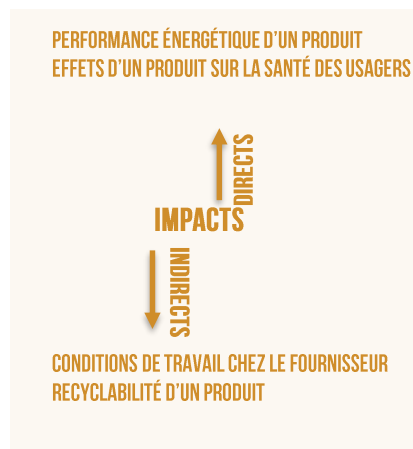 PERFORMANCE ÉNERGÉTIQUE D'UN PRODUIT
EFFETS D'UN PRODUIT SUR LA SANTÉ DES USAGERS
DIRECTS
IMPACTS
INDIRECTS
CONDITIONS DE TRAVAIL CHEZ LE FOURNISSEUR
RECYCLABILITÉ D'UN PRODUIT